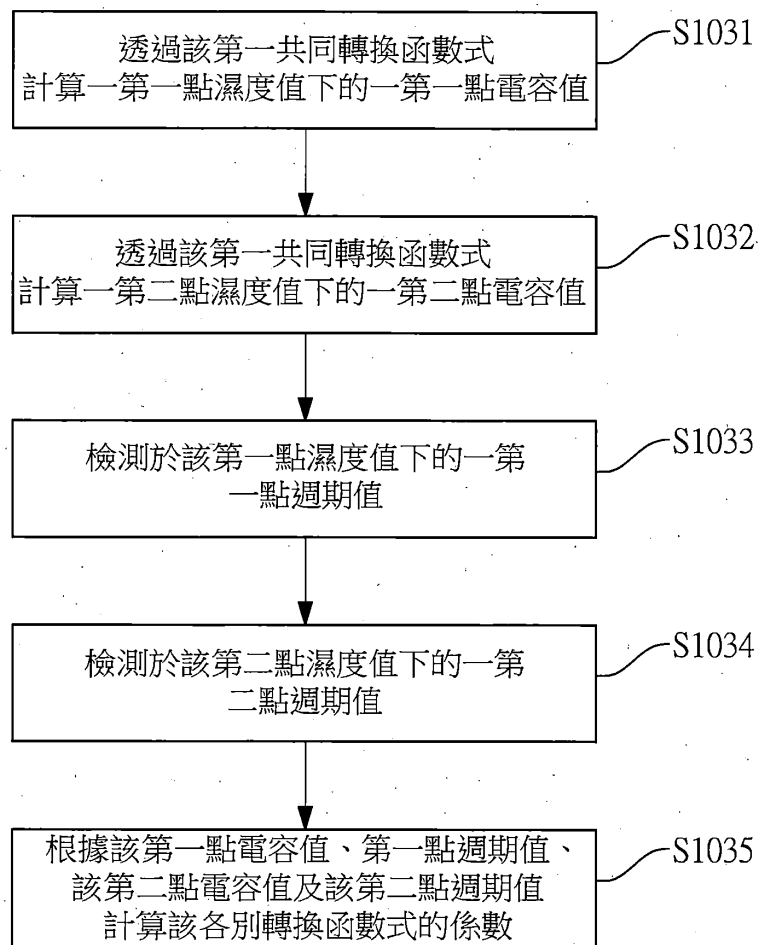 透過該第一共同轉換函數式
計算一第一點濕度值下的一第一點電容值
S1031
透過該第一共同轉換函數式
計算一第二點濕度值下的一第二點電容值
S1032
檢測於該第一點濕度值下的一第
一點週期值
S1033
檢測於該第二點濕度值下的一第
二點週期值
S1034
根據該第一點電容值、第一點週期值、
該第二點電容值及該第二點週期值
計算該各別轉換函數式的係數
S1035